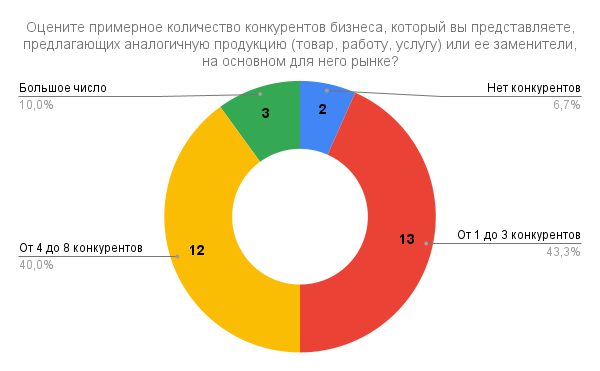 Оцените примерное количество конкурентов бизнеса, который вы представляете,
предлагающих аналогичную продукцию (товар, работу, услугу) или ее заменители,
на основном для него рынке?
Большое число
10,0%
Нет конкурентов
6,7%
3
2
От 4 до 8 конкурентов
40,0%
12
13
От 1 до 3 конкурентов
43,3%